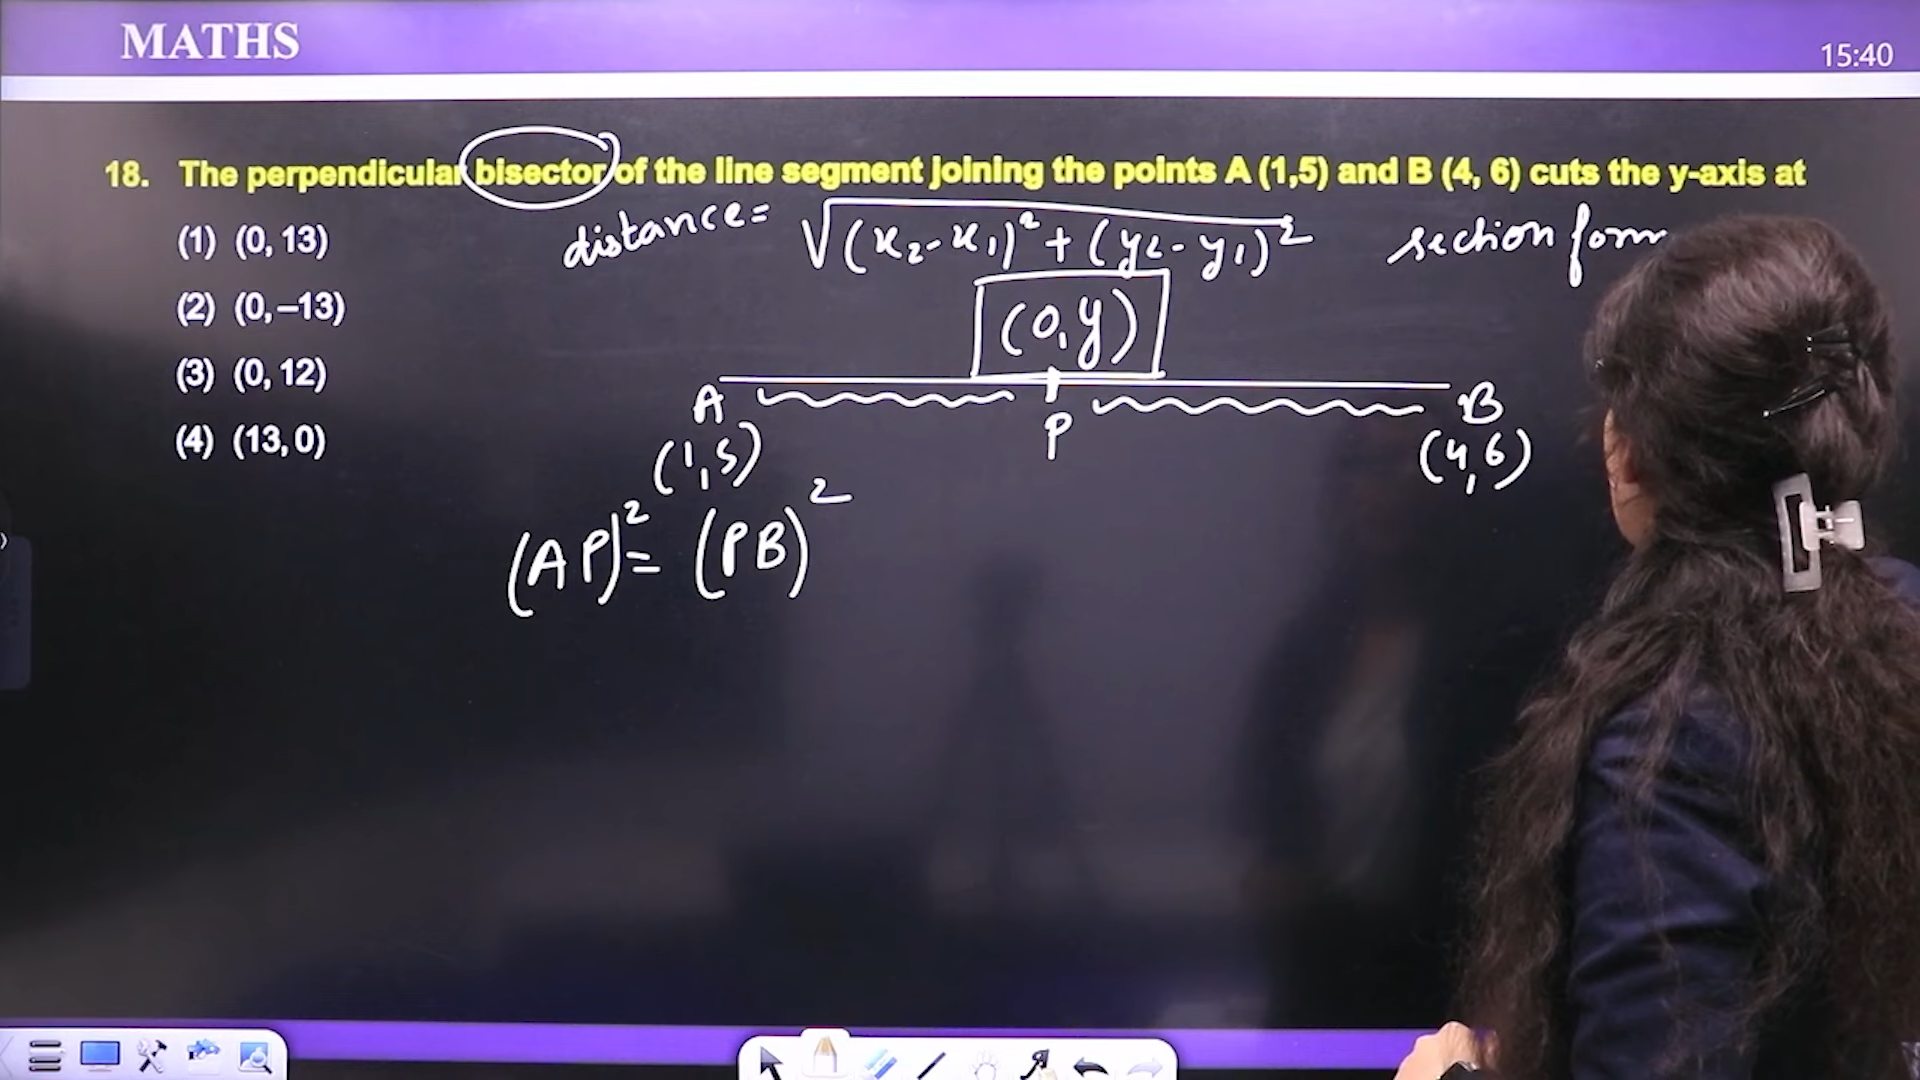 MATHS
15:40
18. The perpendicular bisector of the line segment joining the points A (1,5) and B (4, 6) cuts the y-axis at
(1) (0, 13)
(2) (0, –13)
(3) (0, 12)
(4) (13, 0)
distance = √(x₂-x₁)²+(y₂-y₁)² section form
(0,y)
A P B
(1,5) (4,6)
(AP)² = (PB)²